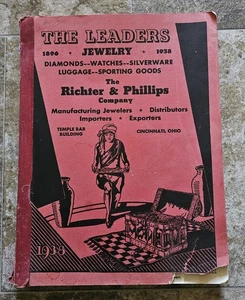 THE LEADERS
1896 • JEWELRY • 1938
DIAMONDS--WATCHES--SILVERWARE
LUGGAGE--SPORTING GOODS
The
Richter & Phillips
Company
Manufacturing Jewelers • Distributors
Importers • Exporters
TEMPLE BAR
BUILDING
CINCINNATI, OHIO